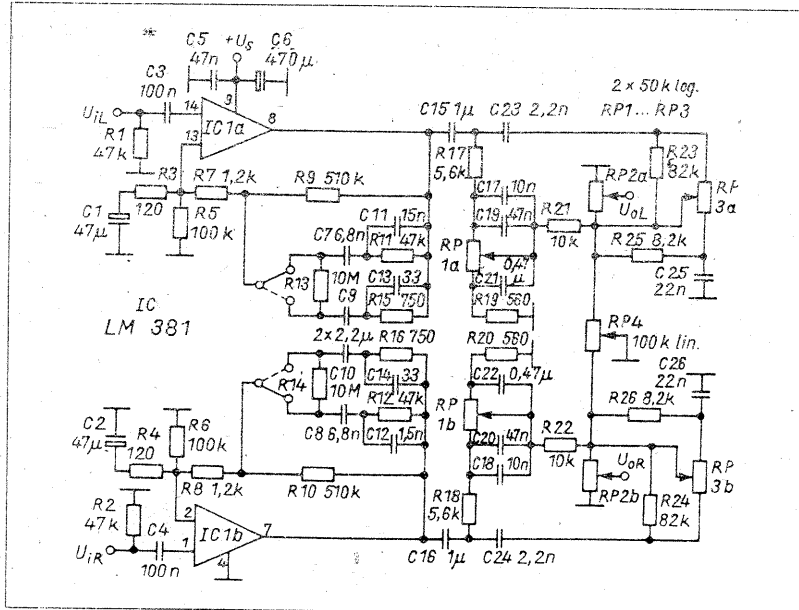 C5
47n
+Us
C6
470µ
C3
100n
UiL
14
9
8
IC1a
13
R1
47k
R3
120
R7 1,2k
R5
100k
C1
47µ
R9 510k
C15 1µ
C23 2,2n
2 x 50k log.
RP1...RP3
R17
5,6k
C17
10n
C19
47n
RP
1a
0,47
µ
C21
R19 560
R20 560
C22
0,47µ
RP
1b
C20
47n
C18
10n
R18
5,6k
R21
10k
RP2a
UoL
R23
82k
RP
3a
R25 8,2k
C25
22n
RP4
100k lin.
C26
22n
R26 8,2k
R22
10k
RP2b
UoR
R24
82k
RP
3b
C11
15n
C7 6,8n
R11
47k
R13
10M
C13
33
C9
R15
750
2x2,2µ
R16 750
IC
LM 381
R14
C10
10M
C14
33
R12
47k
C8 6,8n
C12
1,5n
C2
47µ
R4
120
R6
100k
R8 1,2k
R10 510k
R2
47k
C4
100n
UiR
2
1
IC1b
7
4
C16
1µ
C24 2,2n